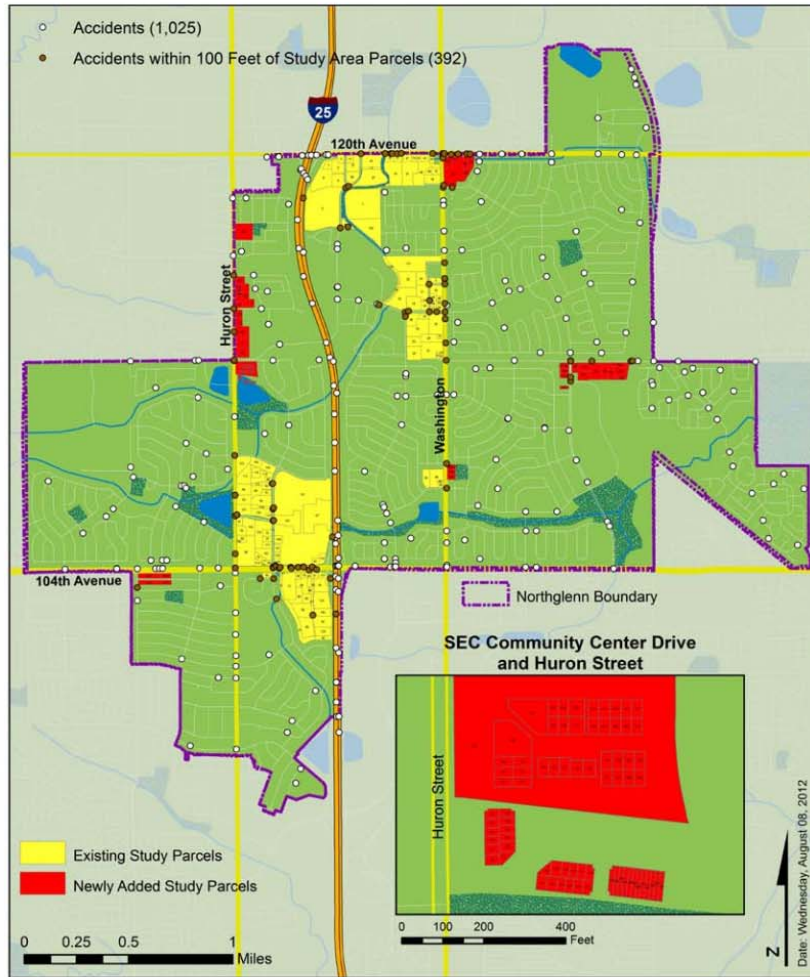 Accidents (1,025)
Accidents within 100 Feet of Study Area Parcels (392)
25
120th Avenue
Huron Street
Washington
104th Avenue
Northglenn Boundary
SEC Community Center Drive
and Huron Street
Huron Street
Existing Study Parcels
Newly Added Study Parcels
0 0.25 0.5 1
Miles
0 100 200 400
Feet
N
Date: Wednesday, August 08, 2012